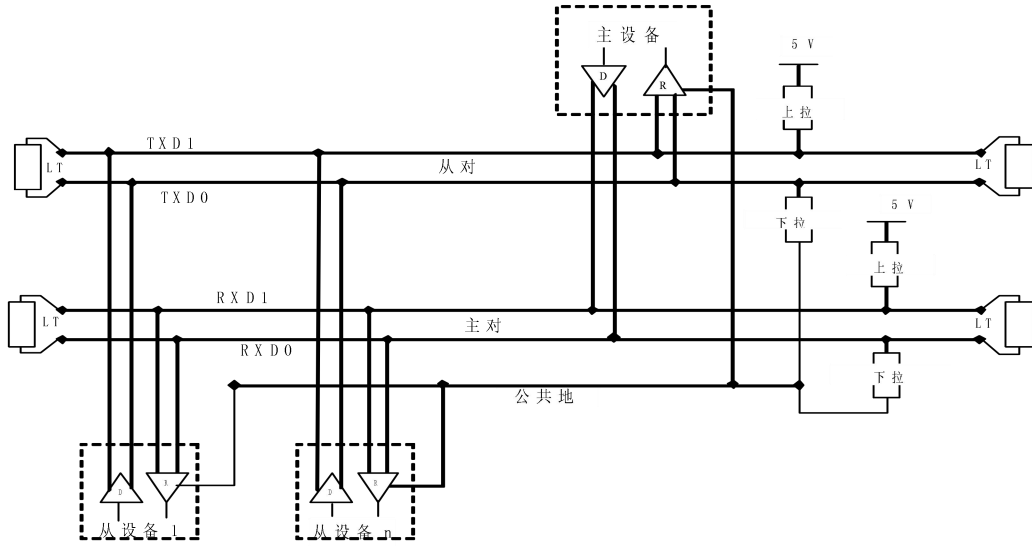 主设备
D
R
5 V
上拉
TXD1
LT
从对
LT
TXD0
下拉
5 V
上拉
RXD1
LT
主对
LT
RXD0
下拉
公共地
D
R
D
R
从设备 1
从设备 n